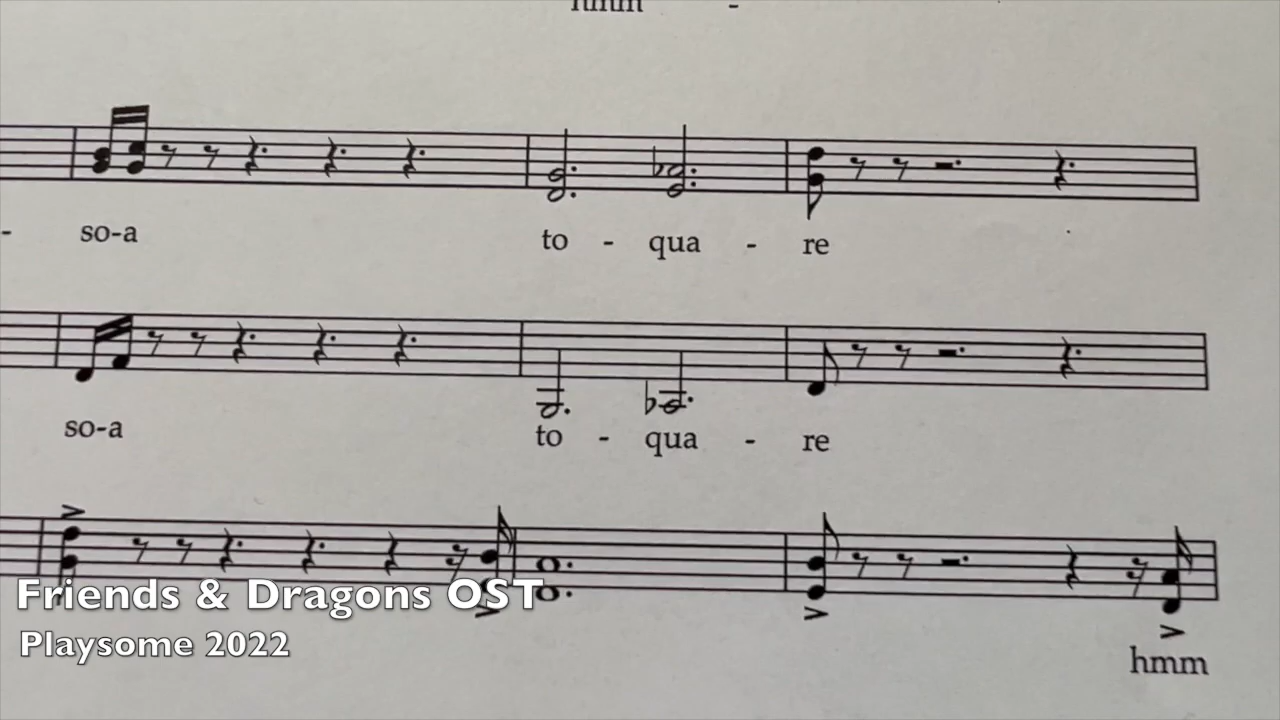 hmm -
- so-a to - qua - re
so-a to - qua - re
Friends & Dragons OST
Playsome 2022
hmm